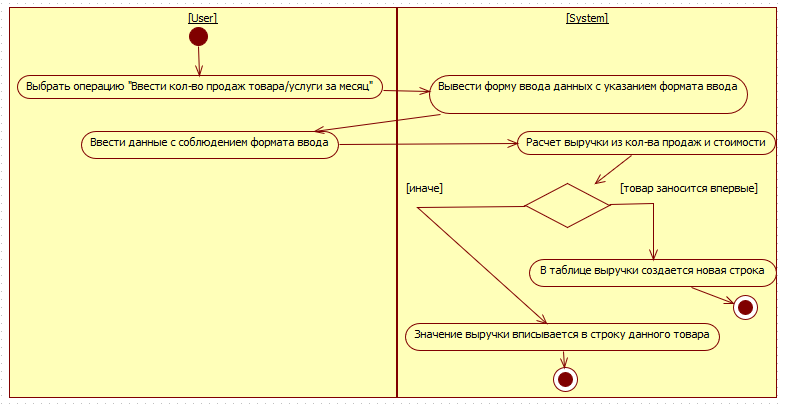 [User]
[System]
Выбрать операцию "Ввести кол-во продаж товара/услуги за месяц"
Вывести форму ввода данных с указанием формата ввода
Ввести данные с соблюдением формата ввода
Расчет выручки из кол-ва продаж и стоимости
[иначе]
[товар заносится впервые]
В таблице выручки создается новая строка
Значение выручки вписывается в строку данного товара